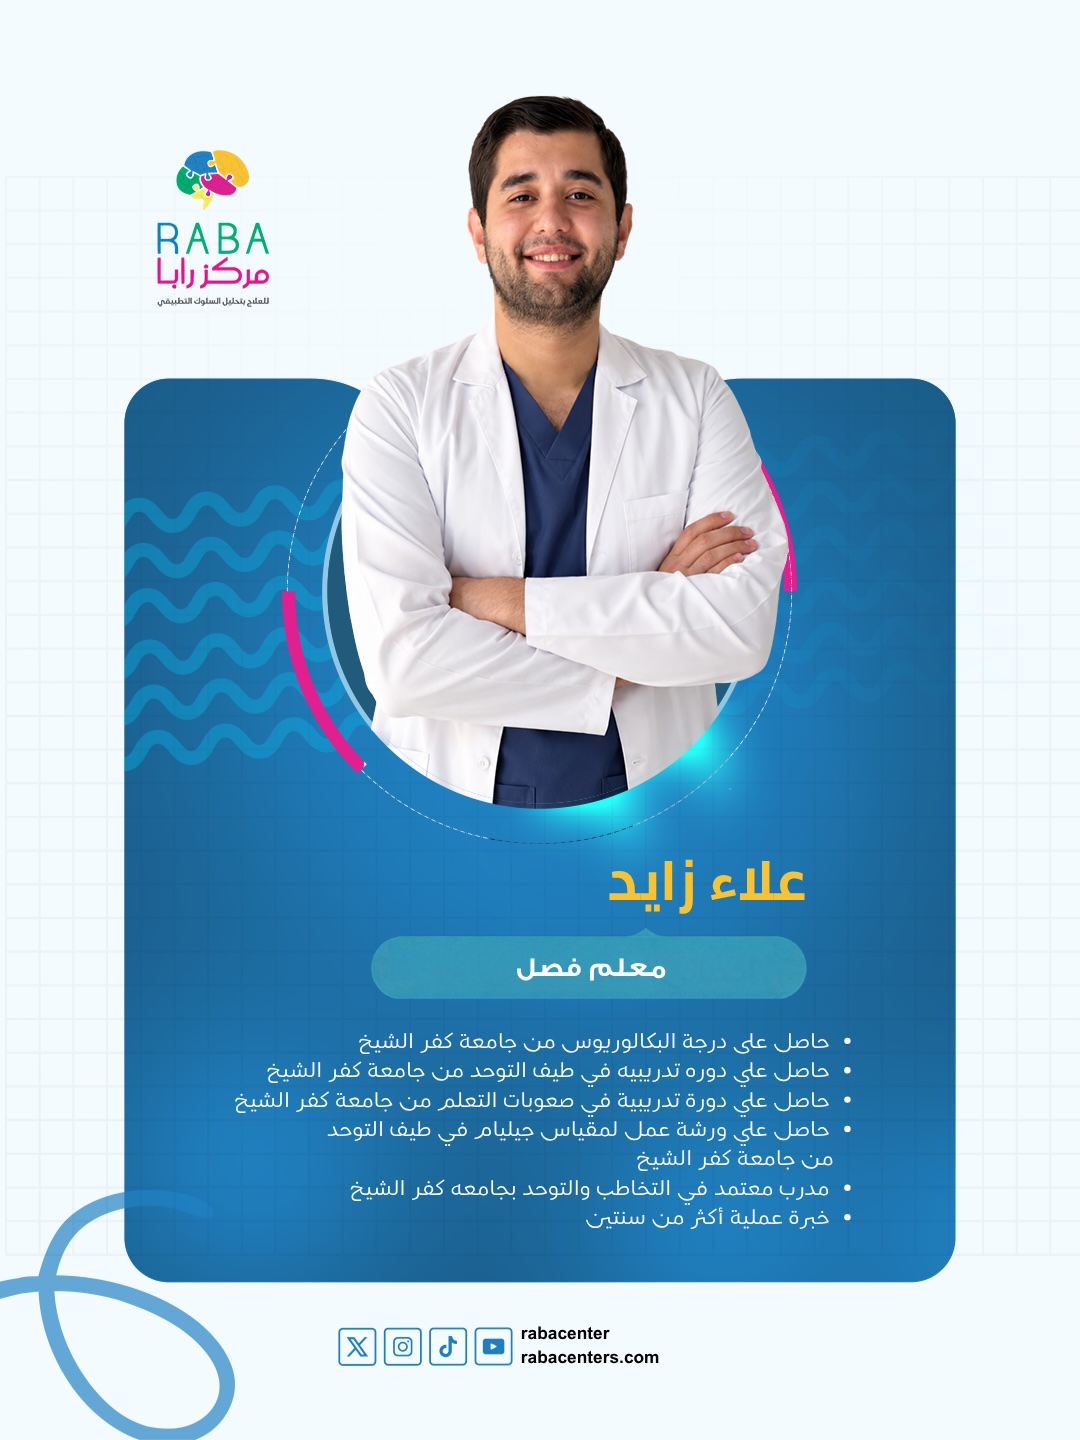 RABA
مركز رابا
للعلاج بتحليل السلوك التطبيقي
علاء زايد
معلم فصل
• حاصل على درجة البكالوريوس من جامعة كفر الشيخ
• حاصل علي دوره تدريبيه في طيف التوحد من جامعة كفر الشيخ
• حاصل علي دورة تدريبية في صعوبات التعلم من جامعة كفر الشيخ
• حاصل علي ورشة عمل لمقياس جيليام في طيف التوحد
من جامعة كفر الشيخ
• مدرب معتمد في التخاطب والتوحد بجامعه كفر الشيخ
• خبرة عملية أكثر من سنتين
rabacenter
rabacenters.com